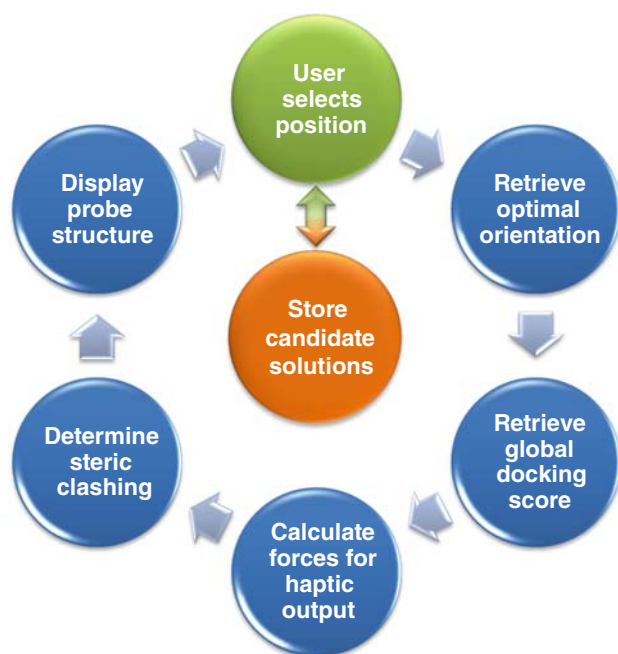 User
selects
position
Retrieve
optimal
orientation
Retrieve
global
docking
score
Calculate
forces for
haptic
output
Determine
steric
clashing
Display
probe
structure
Store
candidate
solutions